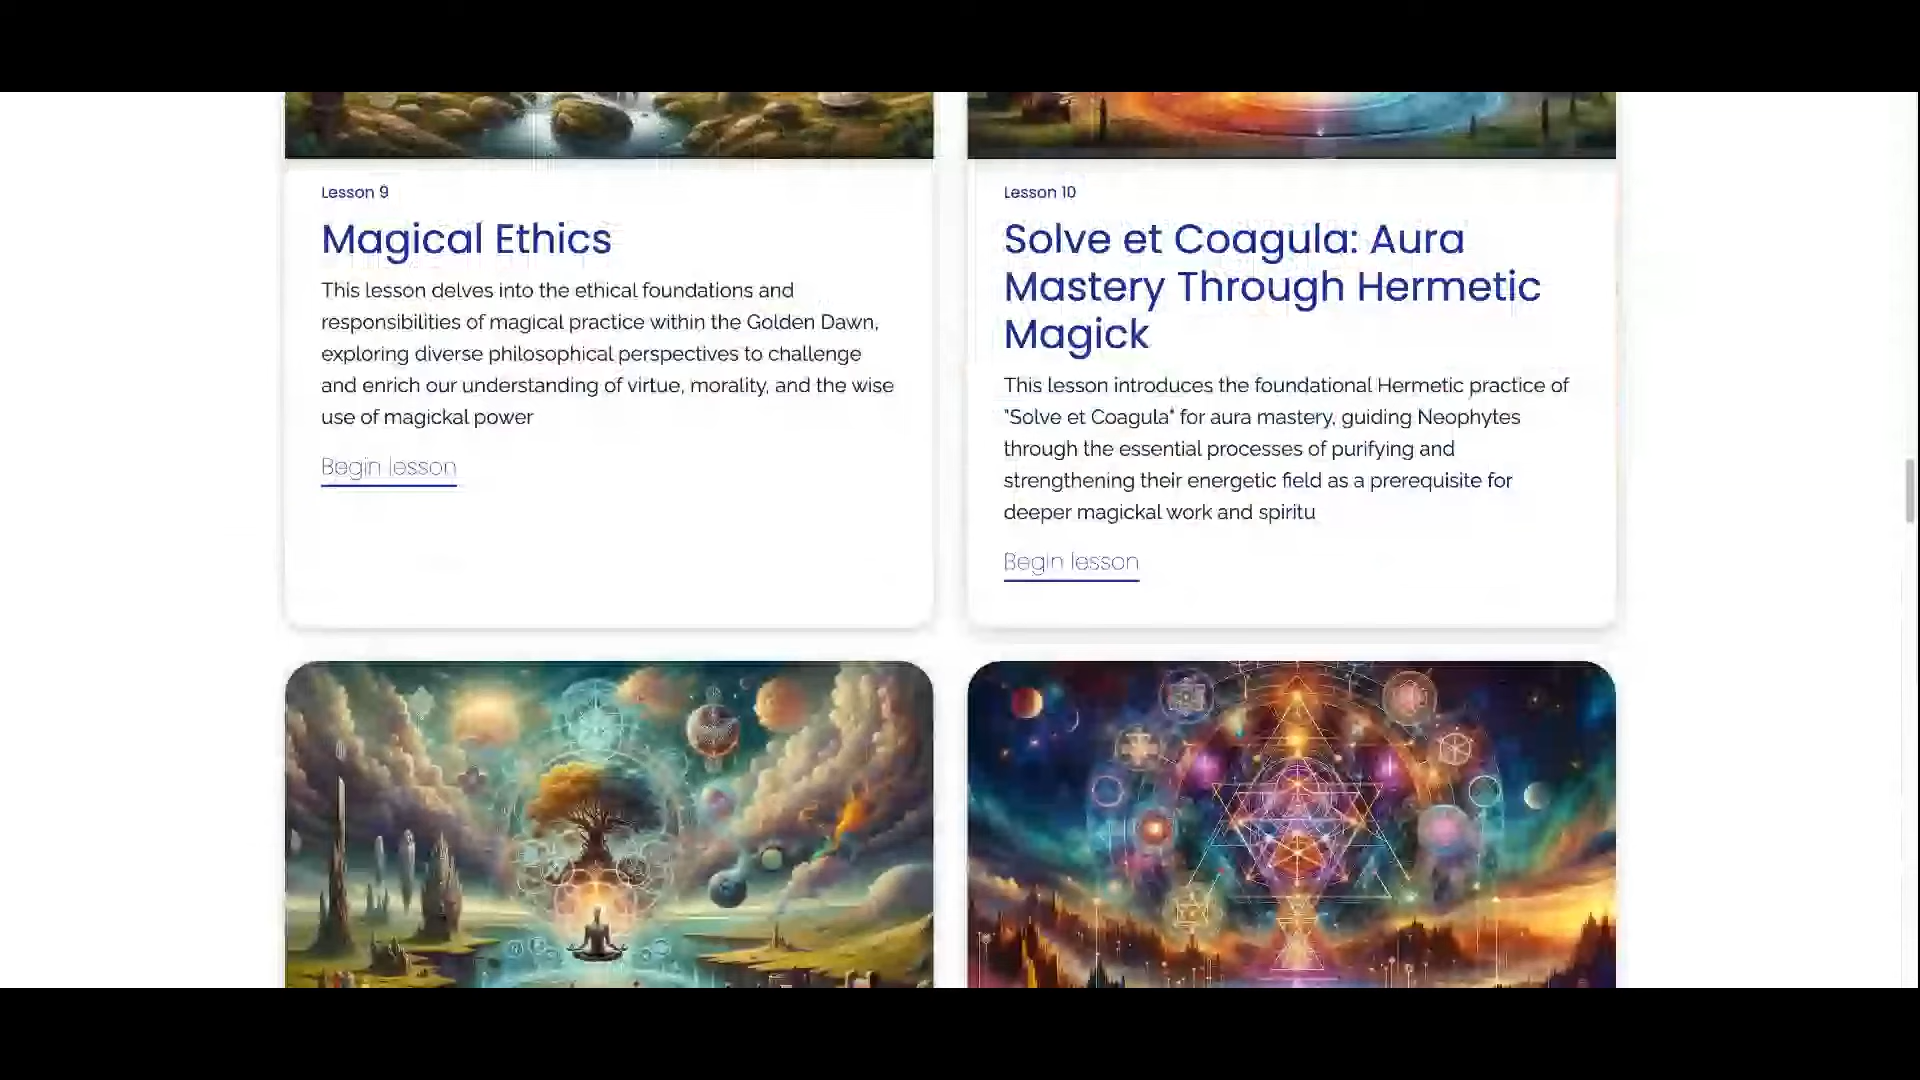 Lesson 9
Magical Ethics
This lesson delves into the ethical foundations and
responsibilities of magical practice within the Golden Dawn,
exploring diverse philosophical perspectives to challenge
and enrich our understanding of virtue, morality, and the wise
use of magickal power
Begin lesson
Lesson 10
Solve et Coagula: Aura
Mastery Through Hermetic
Magick
This lesson introduces the foundational Hermetic practice of
"Solve et Coagula" for aura mastery, guiding Neophytes
through the essential processes of purifying and
strengthening their energetic field as a prerequisite for
deeper magickal work and spiritu
Begin lesson